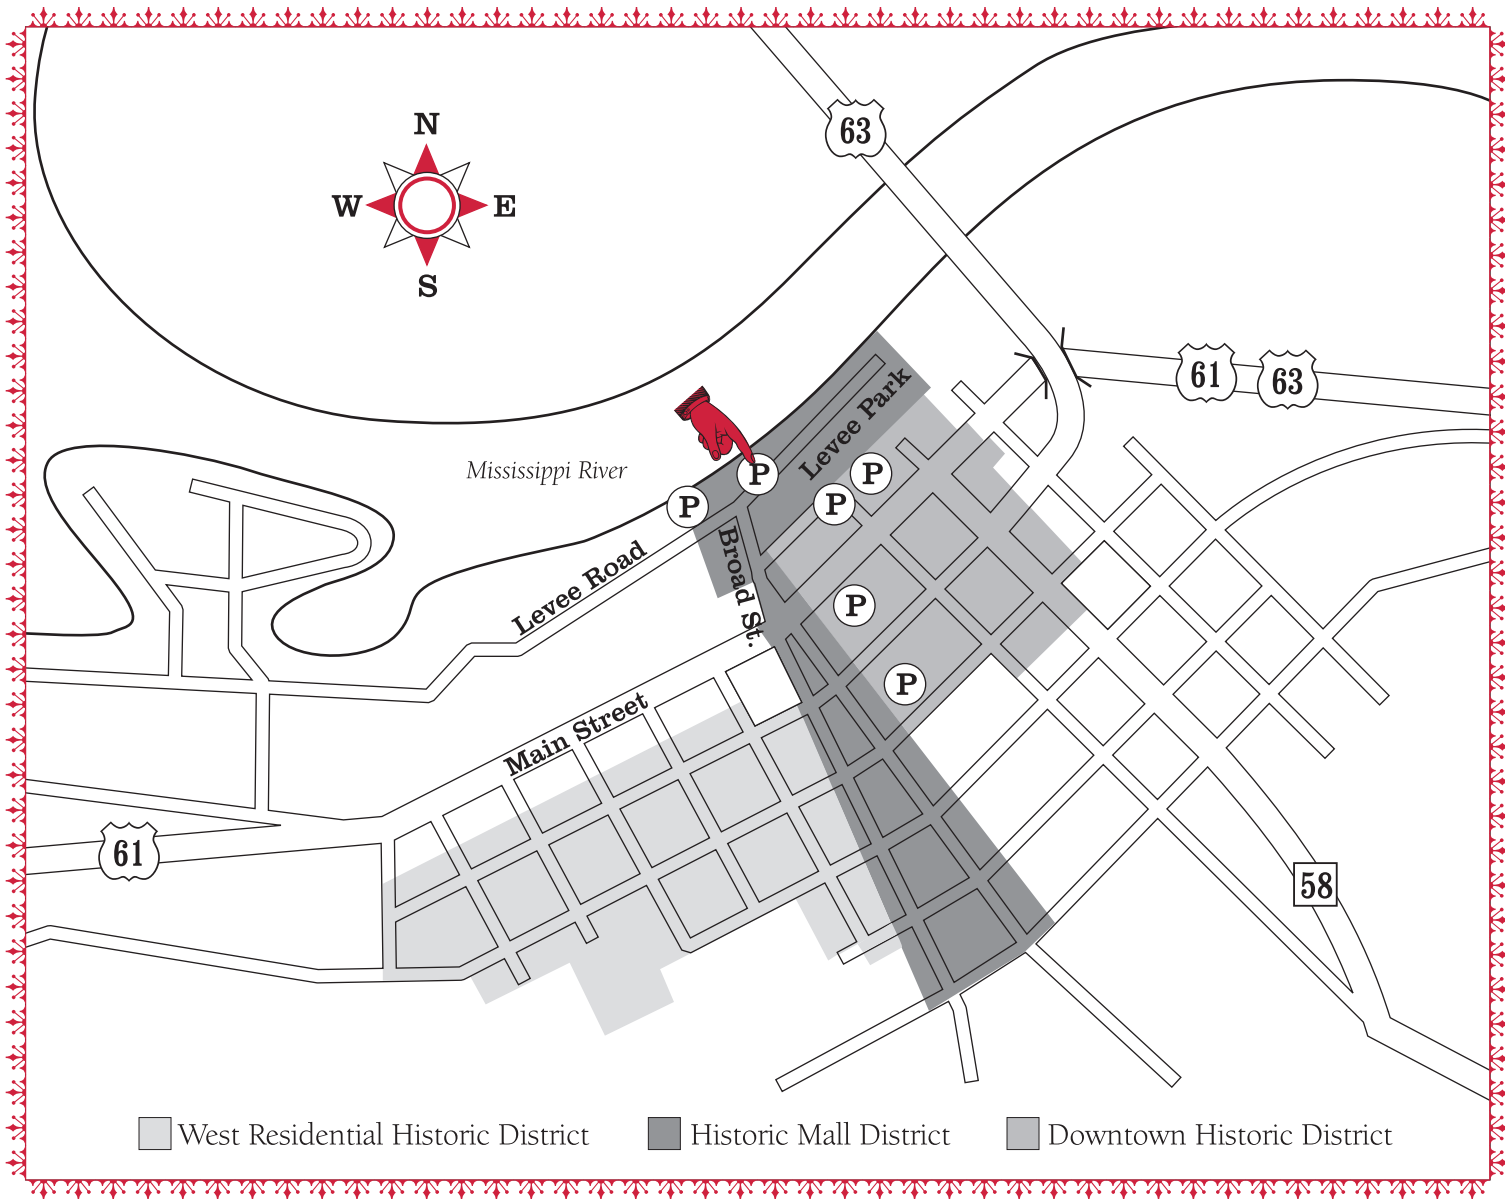 63
N
W
E
S
61
63
Levee Park
Mississippi River
P
P
P
P
Broad St.
Levee Road
P
P
Main Street
61
58
West Residential Historic District
Historic Mall District
Downtown Historic District